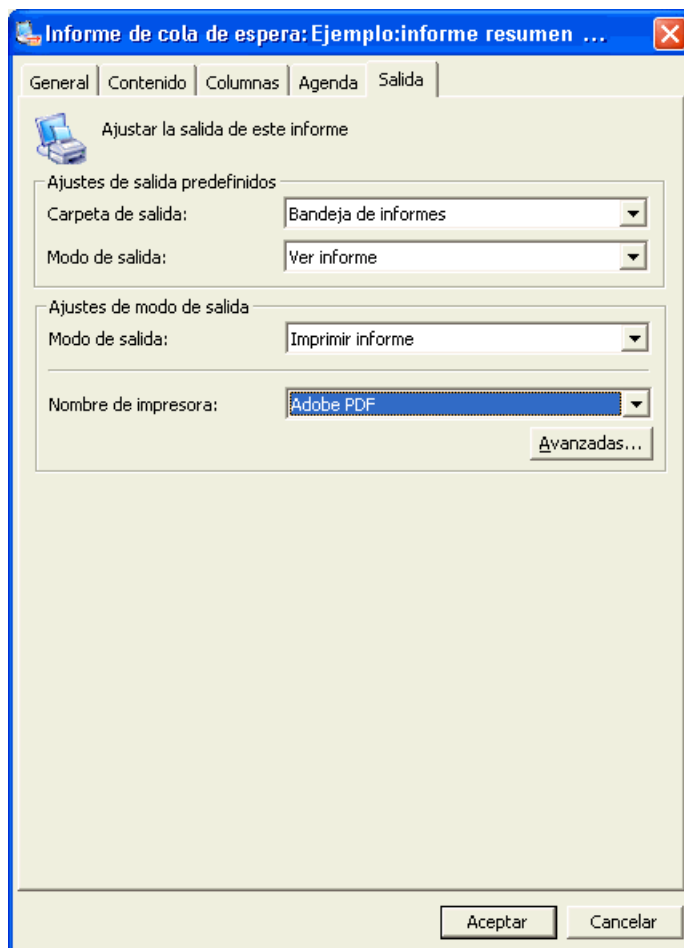 Informe de cola de espera: Ejemplo:informe resumen ...
General Contenido Columnas Agenda Salida
Ajustar la salida de este informe
Ajustes de salida predefinidos
Carpeta de salida: Bandeja de informes
Modo de salida: Ver informe
Ajustes de modo de salida
Modo de salida: Imprimir informe
Nombre de impresora: Adobe PDF
Avanzadas...
Aceptar Cancelar